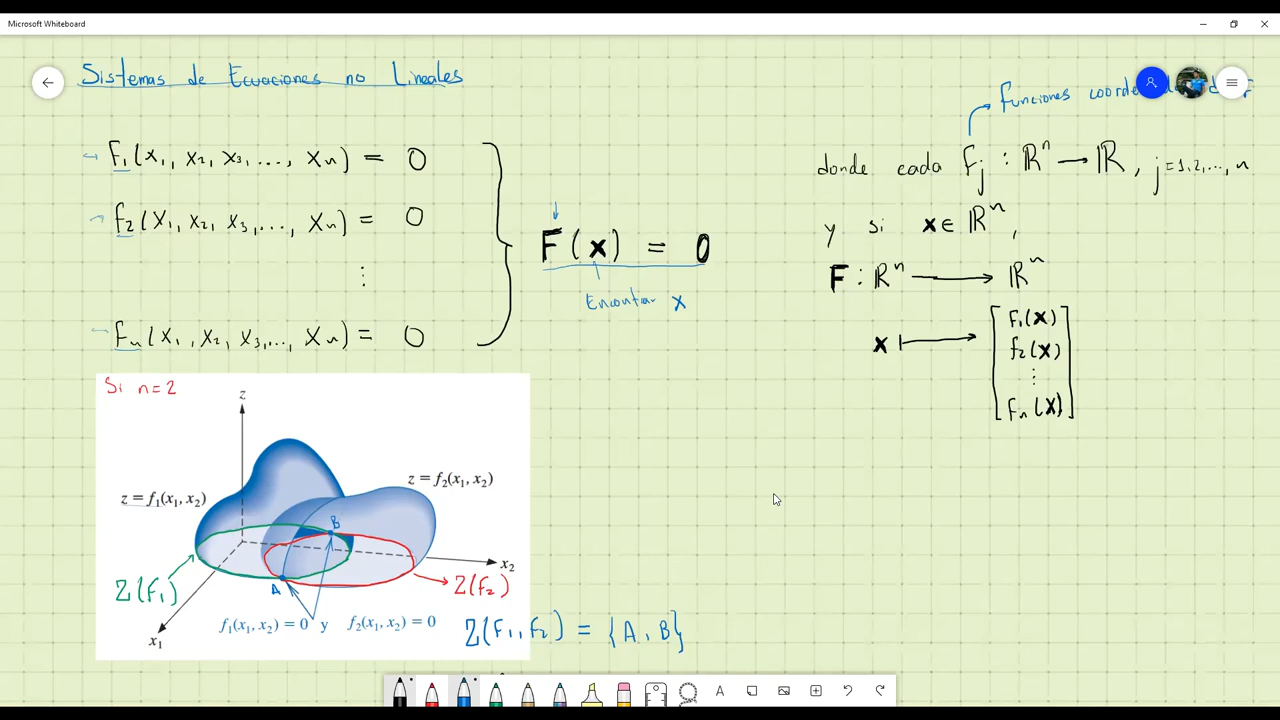 Microsoft Whiteboard
Sistemas de Ecuaciones no Lineales
f₁(x₁, x₂, x₃, ..., xₙ) = 0
f₂(x₁, x₂, x₃, ..., xₙ) = 0
⋮
fₙ(x₁, x₂, x₃, ..., xₙ) = 0
F(x) = 0
Encontrar x
funciones
donde cada fⱼ : ℝⁿ → ℝ, j=1,2,...,n
y si x ∈ ℝⁿ,
F : ℝⁿ → ℝⁿ
x ↦ [f₁(x)
f₂(x)
⋮
fₙ(x)]
Si n=2
z
z = f₁(x₁, x₂)
z = f₂(x₁, x₂)
B
x₂
Z(f₁)
A
Z(f₂)
f₁(x₁, x₂) = 0 y f₂(x₁, x₂) = 0
x₁
Z(f₁, f₂) = {A, B}
A